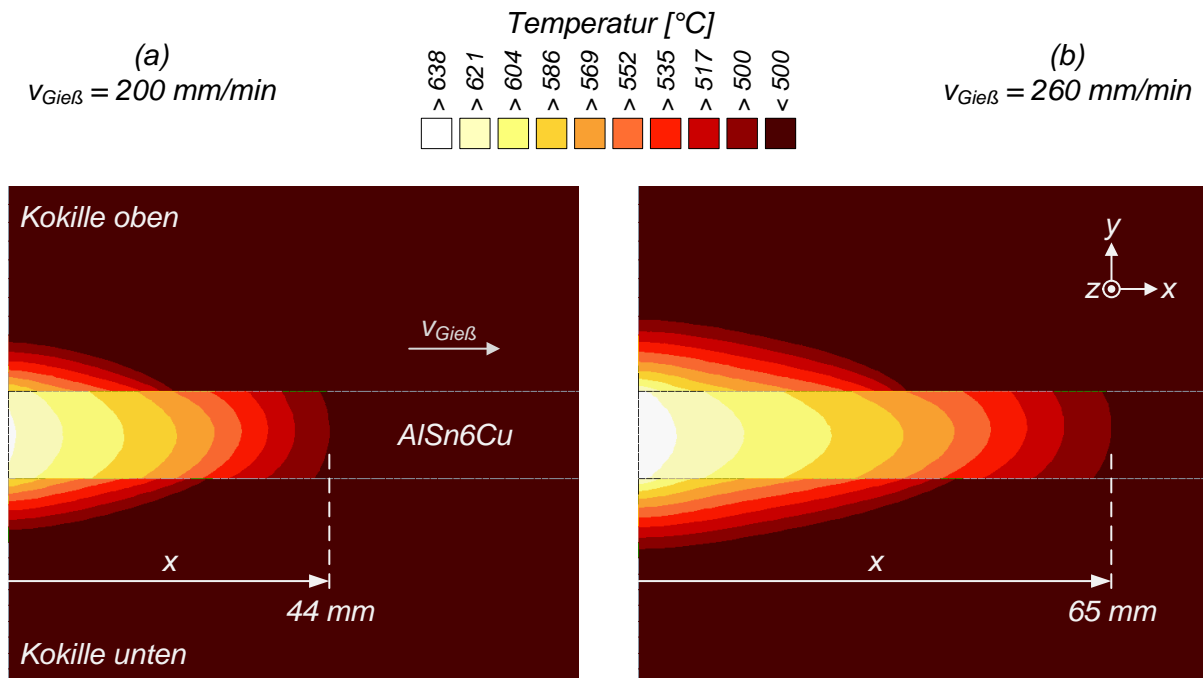 Temperatur [°C]
(a)
vGieß = 200 mm/min
> 638
> 621
> 604
> 586
> 569
> 552
> 535
> 517
> 500
< 500
(b)
vGieß = 260 mm/min
Kokille oben
vGieß
AlSn6Cu
x
44 mm
Kokille unten
y
z
x
x
65 mm